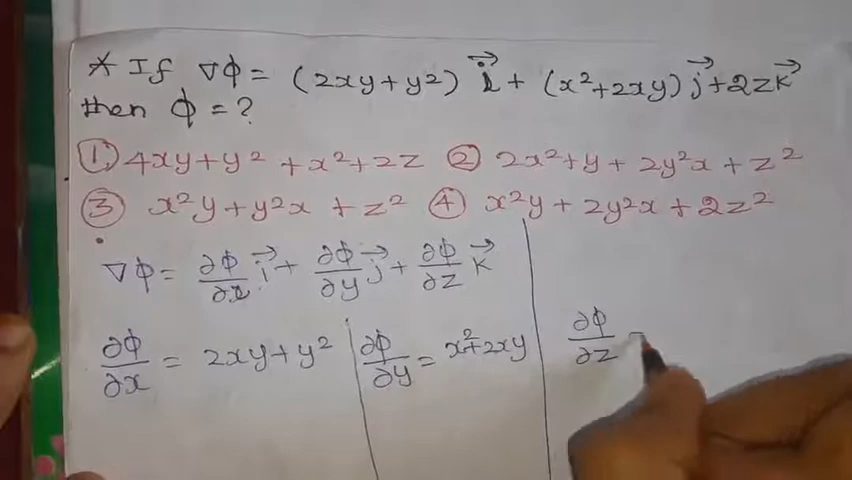 * If ∇φ = (2xy+y²) i⃗ + (x²+2xy) j⃗ + 2z k⃗
then φ = ?
① 4xy+y²+x²+2z ② 2x²+y+2y²x+z²
③ x²y+y²x+z² ④ x²y+2y²x+2z²
∇φ = ∂φ/∂x i⃗ + ∂φ/∂y j⃗ + ∂φ/∂z k⃗
∂φ/∂x = 2xy+y² ∂φ/∂y = x²+2xy ∂φ/∂z =